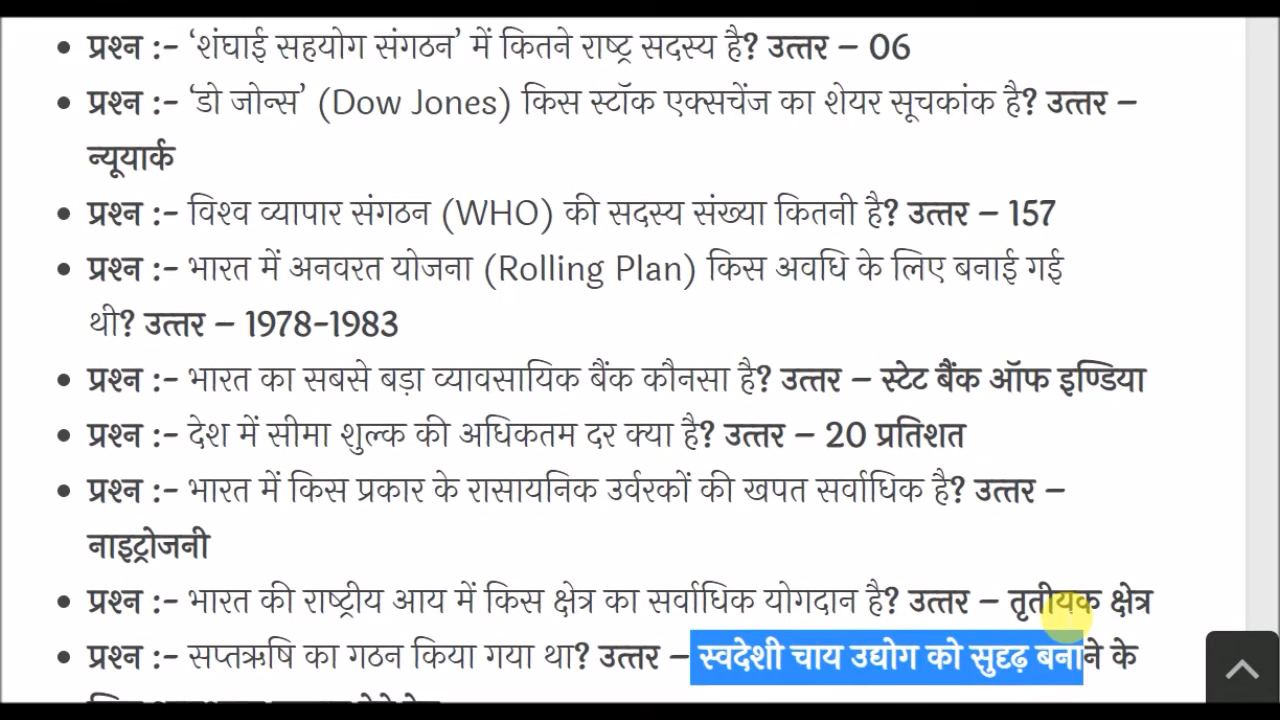 • प्रश्न :- ‘शंघाई सहयोग संगठन’ में कितने राष्ट्र सदस्य है? उत्तर – 06
• प्रश्न :- ‘डो जोन्स’ (Dow Jones) किस स्टॉक एक्सचेंज का शेयर सूचकांक है? उत्तर –
न्यूयार्क
• प्रश्न :- विश्व व्यापार संगठन (WHO) की सदस्य संख्या कितनी है? उत्तर – 157
• प्रश्न :- भारत में अनवरत योजना (Rolling Plan) किस अवधि के लिए बनाई गई
थी? उत्तर – 1978-1983
• प्रश्न :- भारत का सबसे बड़ा व्यावसायिक बैंक कौनसा है? उत्तर – स्टेट बैंक ऑफ इण्डिया
• प्रश्न :- देश में सीमा शुल्क की अधिकतम दर क्या है? उत्तर – 20 प्रतिशत
• प्रश्न :- भारत में किस प्रकार के रासायनिक उर्वरकों की खपत सर्वाधिक है? उत्तर –
नाइट्रोजनी
• प्रश्न :- भारत की राष्ट्रीय आय में किस क्षेत्र का सर्वाधिक योगदान है? उत्तर – तृतीयक क्षेत्र
• प्रश्न :- सप्तऋषि का गठन किया गया था? उत्तर – स्वदेशी चाय उद्योग को सुदृढ़ बनाने के